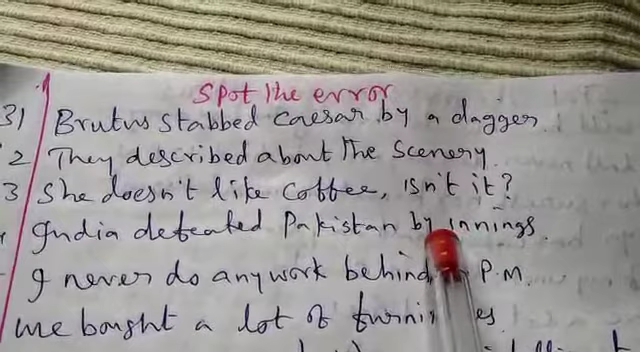 Spot the error
31 Brutus stabbed Caesar by a dagger.
2 They described about the scenery.
3 She doesn't like coffee, isn't it?
India defeated Pakistan by innings.
I never do any work behind P.M.
We bought a lot of